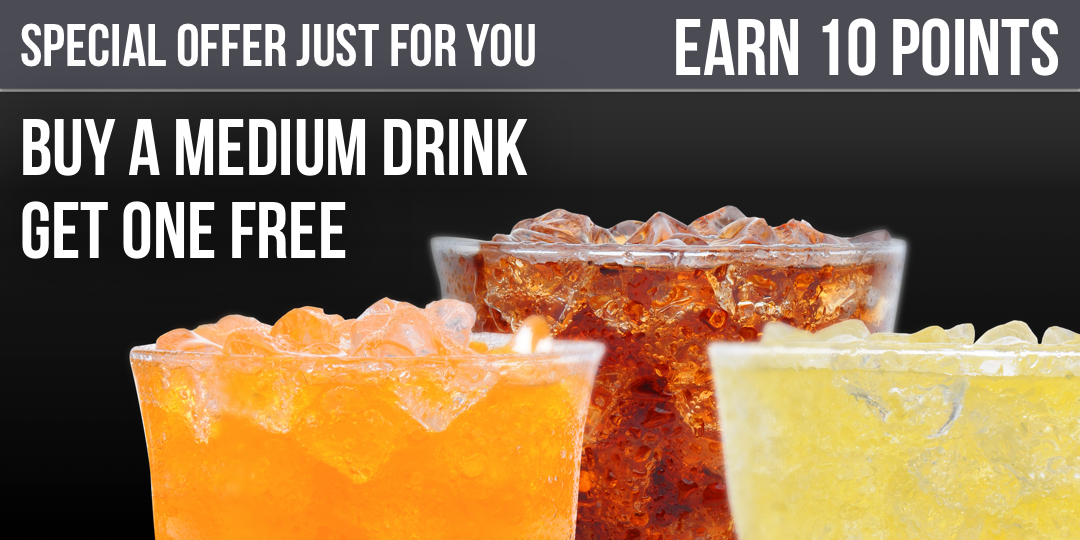 SPECIAL OFFER JUST FOR YOU
EARN 10 POINTS
BUY A MEDIUM DRINK
GET ONE FREE